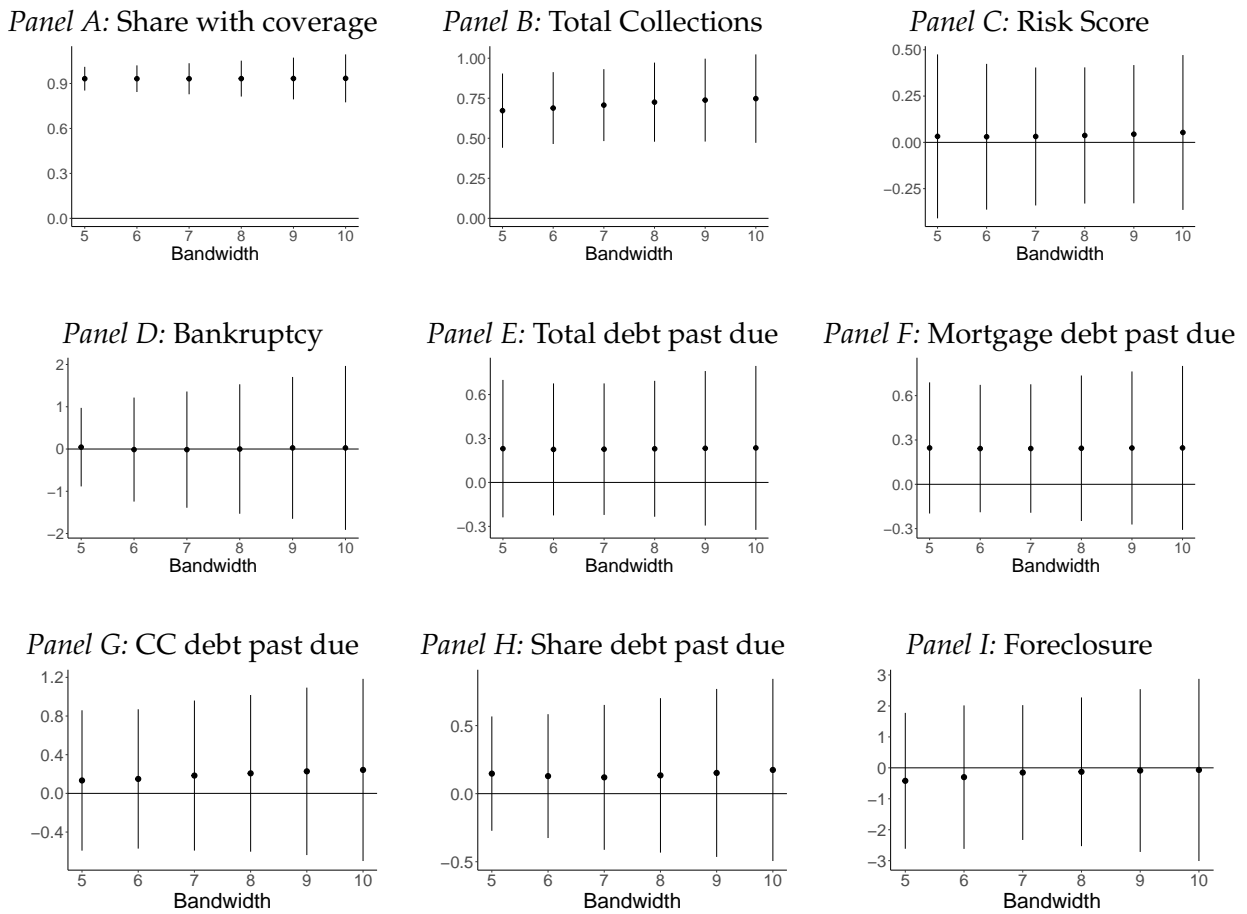 Panel A: Share with coverage
0.9
0.6
0.3
0.0
5 6 7 8 9 10
Bandwidth
Panel B: Total Collections
1.00
0.75
0.50
0.25
0.00
5 6 7 8 9 10
Bandwidth
Panel C: Risk Score
0.50
0.25
0.00
−0.25
5 6 7 8 9 10
Bandwidth
Panel D: Bankruptcy
2
1
0
−1
−2
5 6 7 8 9 10
Bandwidth
Panel E: Total debt past due
0.6
0.3
0.0
−0.3
5 6 7 8 9 10
Bandwidth
Panel F: Mortgage debt past due
0.6
0.3
0.0
−0.3
5 6 7 8 9 10
Bandwidth
Panel G: CC debt past due
1.2
0.8
0.4
0.0
−0.4
5 6 7 8 9 10
Bandwidth
Panel H: Share debt past due
0.5
0.0
−0.5
5 6 7 8 9 10
Bandwidth
Panel I: Foreclosure
3
2
1
0
−1
−2
−3
5 6 7 8 9 10
Bandwidth